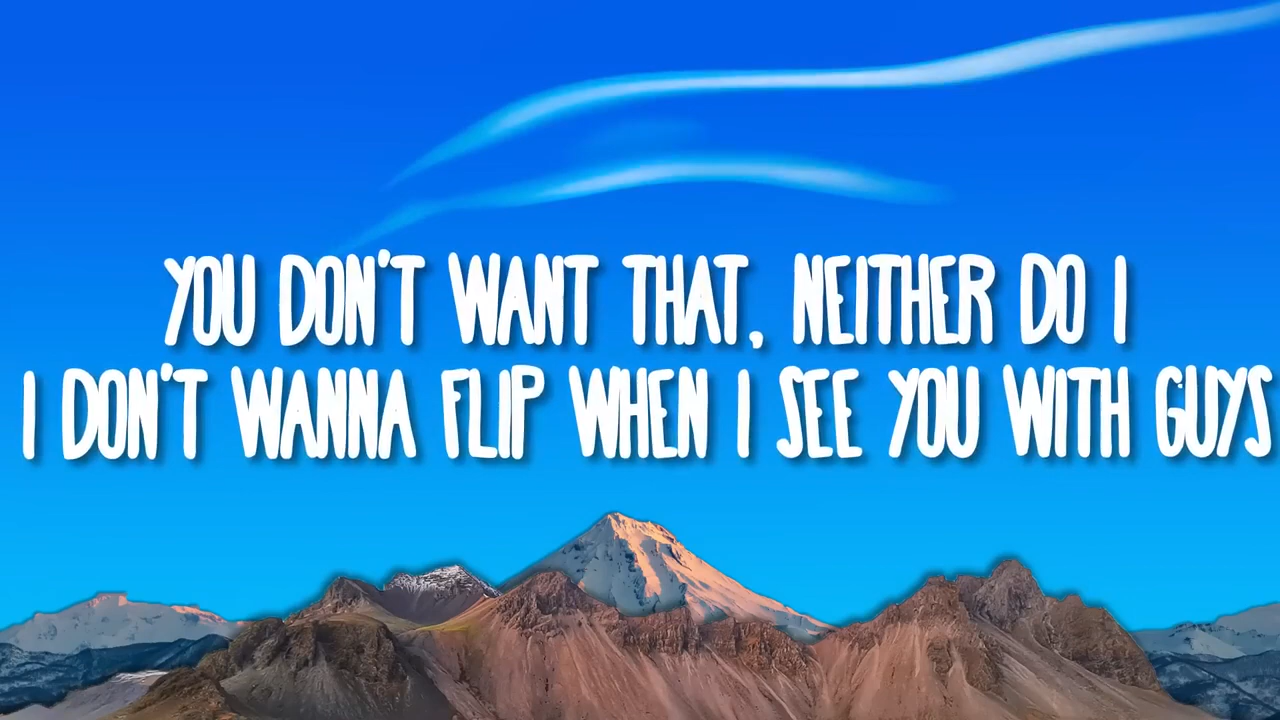 YOU DON'T WANT THAT, NEITHER DO I
I DON'T WANNA FLIP WHEN I SEE YOU WITH GUYS